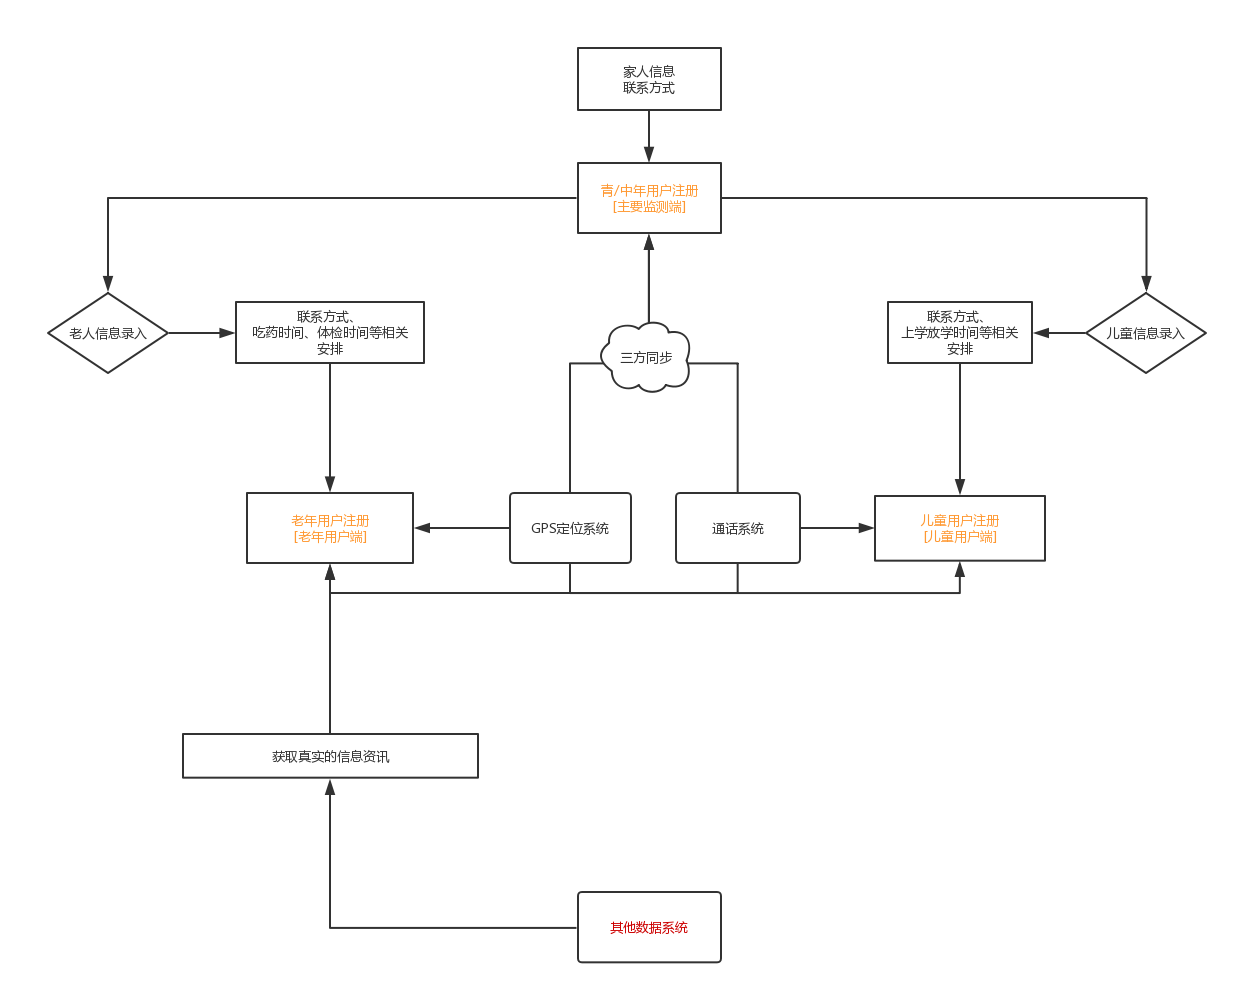 家人信息
联系方式
青/中年用户注册
[主要监测端]
老人信息录入
联系方式、
吃药时间、体检时间等相关
安排
三方同步
联系方式、
上学放学时间等相关
安排
儿童信息录入
老年用户注册
[老年用户端]
GPS定位系统
通话系统
儿童用户注册
[儿童用户端]
获取真实的信息资讯
其他数据系统